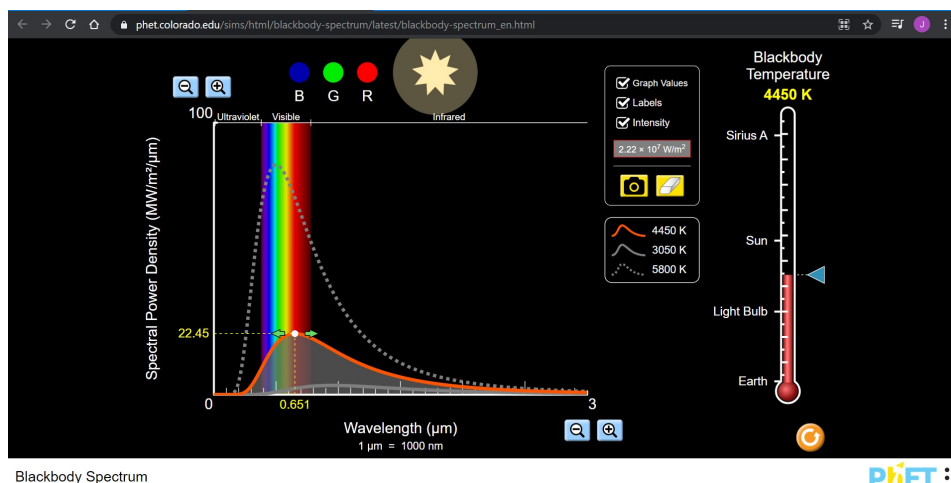 phet.colorado.edu/sims/html/blackbody-spectrum/latest/blackbody-spectrum_en.html
J
B G R
100
Ultraviolet Visible Infrared
Spectral Power Density (MW/m²/μm)
22.45
0
0.651
3
Wavelength (μm)
1 μm = 1000 nm
Graph Values
Labels
Intensity
2.22 × 10⁷ W/m²
4450 K
3050 K
5800 K
Blackbody
Temperature
4450 K
Sirius A
Sun
Light Bulb
Earth
Blackbody Spectrum
PhET